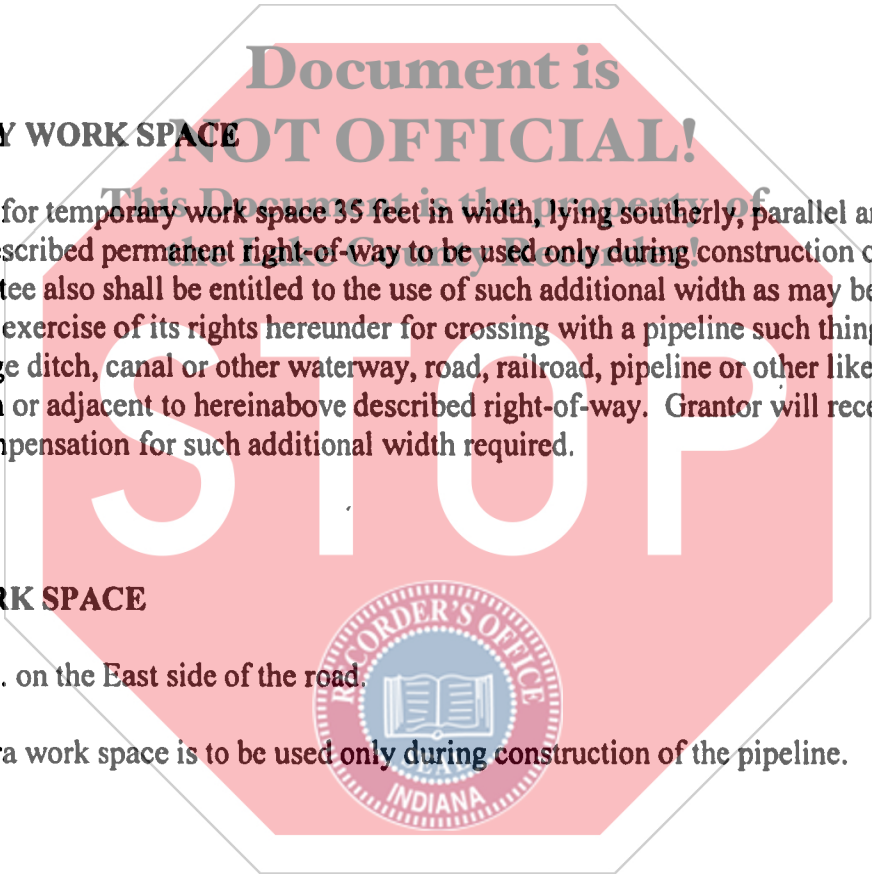 Document is
NOT OFFICIAL!
This Document is the property of
the Lake County Recorder!
Y WORK SPACE
for temporary work space 35 feet in width, lying southerly, parallel a
scribed permanent right-of-way to be used only during construction o
tee also shall be entitled to the use of such additional width as may be
exercise of its rights hereunder for crossing with a pipeline such thing
ge ditch, canal or other waterway, road, railroad, pipeline or other like
or adjacent to hereinabove described right-of-way. Grantor will rece
mpensation for such additional width required.
STOP
RK SPACE
. on the East side of the road.
ra work space is to be used only during construction of the pipeline.
RECORDER'S OFFICE
SEAL
INDIANA